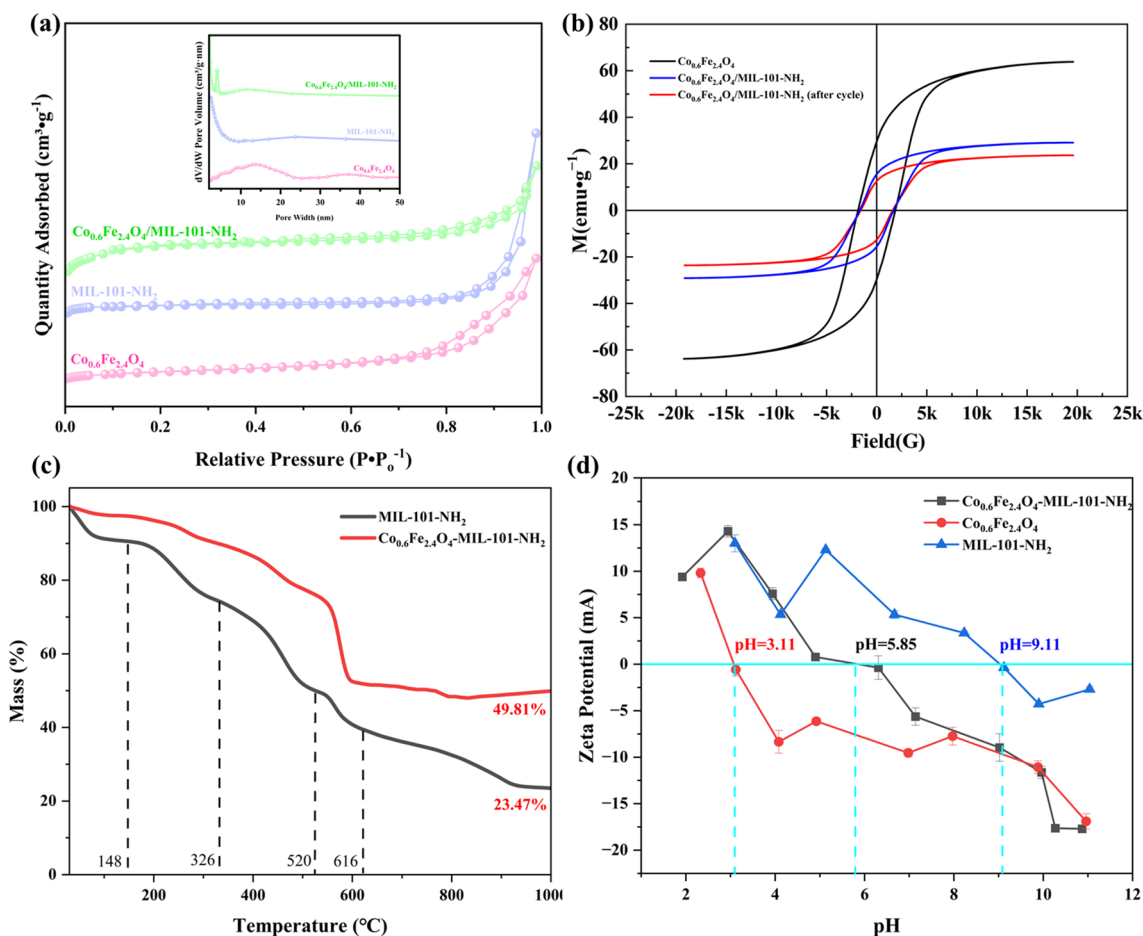 (a)
Quantity Adsorbed (cm³•g⁻¹)
dV/dW Pore Volume (cm³/g·nm)
Co₀.₆Fe₂.₄O₄/MIL-101-NH₂
MIL-101-NH₂
Co₀.₆Fe₂.₄O₄
10 20 30 40 50
Pore Width (nm)
Co₀.₆Fe₂.₄O₄/MIL-101-NH₂
MIL-101-NH₂
Co₀.₆Fe₂.₄O₄
0.0 0.2 0.4 0.6 0.8 1.0
Relative Pressure (P•Pₒ⁻¹)
(b)
M(emu•g⁻¹)
80
60
40
20
0
-20
-40
-60
-80
Co₀.₆Fe₂.₄O₄
Co₀.₆Fe₂.₄O₄/MIL-101-NH₂
Co₀.₆Fe₂.₄O₄/MIL-101-NH₂ (after cycle)
-25k -20k -15k -10k -5k 0 5k 10k 15k 20k 25k
Field(G)
(c)
Mass (%)
100
80
60
40
20
0
MIL-101-NH₂
Co₀.₆Fe₂.₄O₄-MIL-101-NH₂
49.81%
23.47%
148 326 520 616
200 400 600 800 1000
Temperature (℃)
(d)
Zeta Potential (mA)
20
15
10
5
0
-5
-10
-15
-20
Co₀.₆Fe₂.₄O₄-MIL-101-NH₂
Co₀.₆Fe₂.₄O₄
MIL-101-NH₂
pH=3.11 pH=5.85 pH=9.11
2 4 6 8 10 12
pH